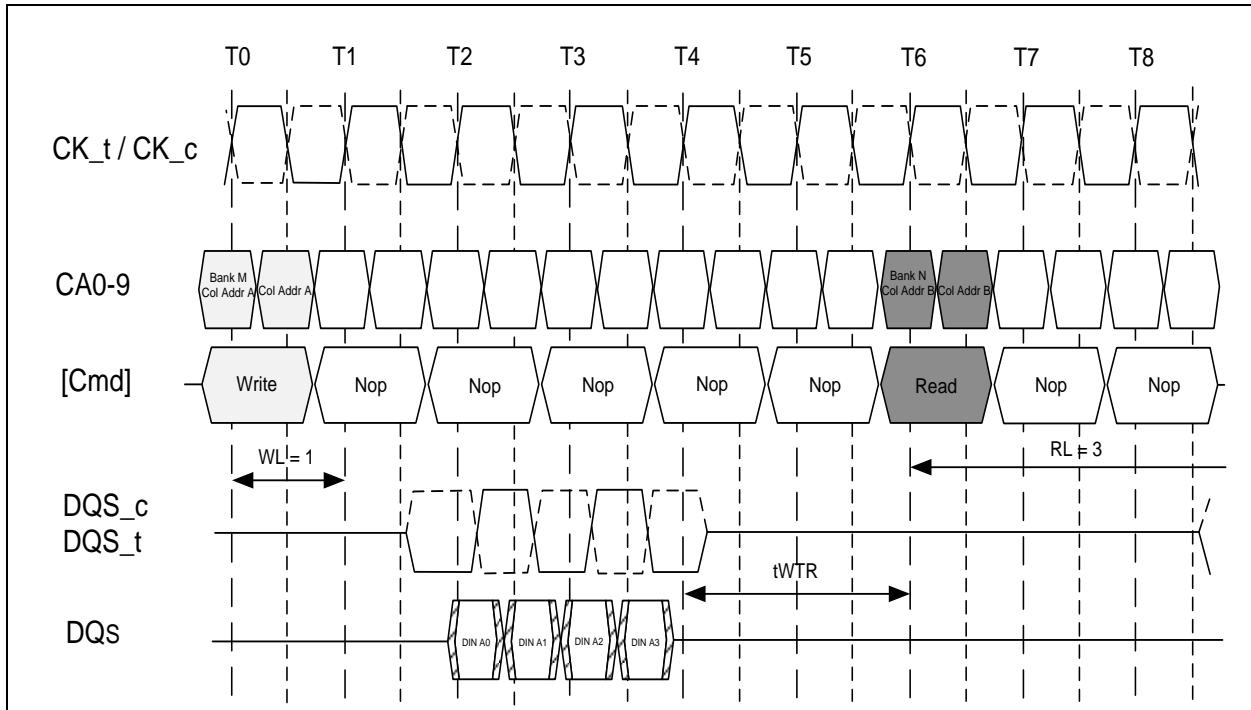 T0 T1 T2 T3 T4 T5 T6 T7 T8
CK_t / CK_c
CA0-9
Bank M
Col Addr A
Col Addr A
Bank N
Col Addr B
Col Addr B
[Cmd]
Write Nop Nop Nop Nop Nop Read Nop Nop
WL = 1
RL = 3
DQS_c
DQS_t
tWTR
DQs
DIN A0 DIN A1 DIN A2 DIN A3